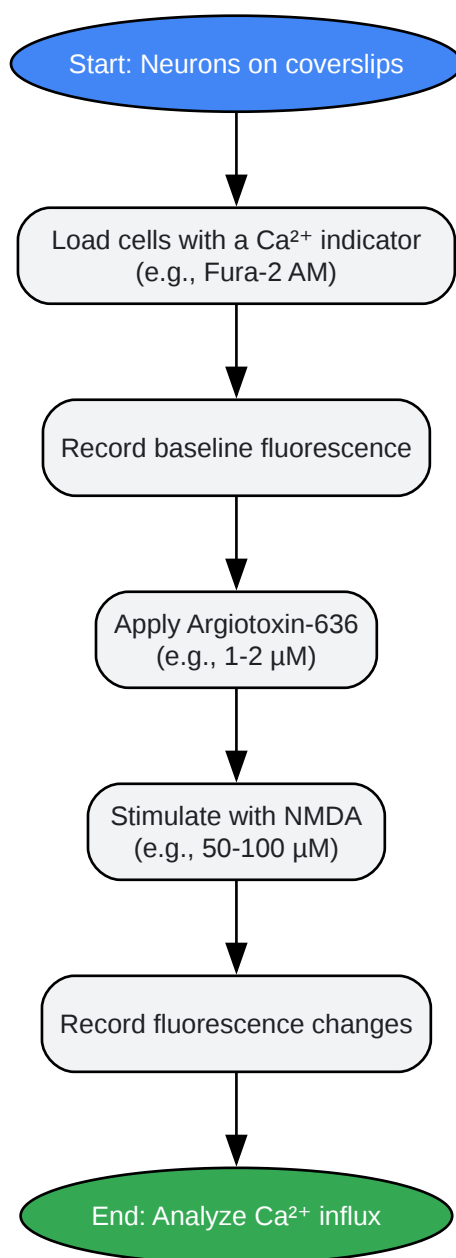 Start: Neurons on coverslips
Load cells with a Ca²⁺ indicator
(e.g., Fura-2 AM)
Record baseline fluorescence
Apply Argiotoxin-636
(e.g., 1-2 µM)
Stimulate with NMDA
(e.g., 50-100 µM)
Record fluorescence changes
End: Analyze Ca²⁺ influx